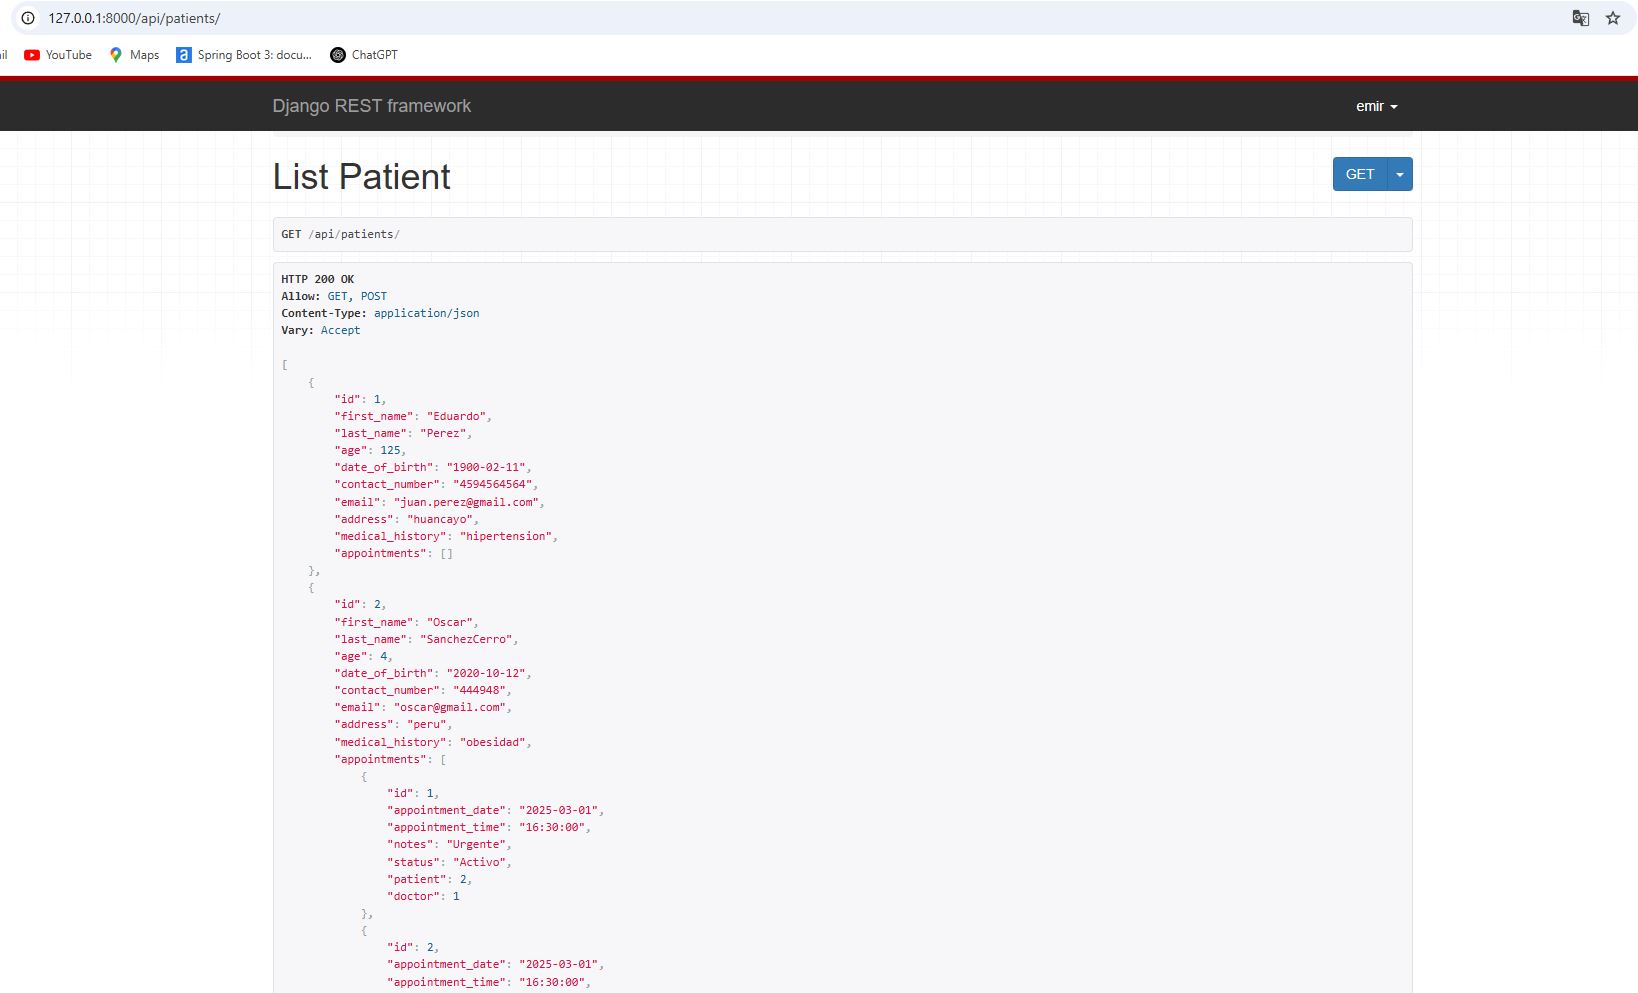 127.0.0.1:8000/api/patients/
il YouTube Maps Spring Boot 3: docu... ChatGPT
Django REST framework emir
List Patient GET
GET /api/patients/
HTTP 200 OK
Allow: GET, POST
Content-Type: application/json
Vary: Accept
[
{
"id": 1,
"first_name": "Eduardo",
"last_name": "Perez",
"age": 125,
"date_of_birth": "1900-02-11",
"contact_number": "4594564564",
"email": "juan.perez@gmail.com",
"address": "huancayo",
"medical_history": "hipertension",
"appointments": []
},
{
"id": 2,
"first_name": "Oscar",
"last_name": "SanchezCerro",
"age": 4,
"date_of_birth": "2020-10-12",
"contact_number": "444948",
"email": "oscar@gmail.com",
"address": "peru",
"medical_history": "obesidad",
"appointments": [
{
"id": 1,
"appointment_date": "2025-03-01",
"appointment_time": "16:30:00",
"notes": "Urgente",
"status": "Activo",
"patient": 2,
"doctor": 1
},
{
"id": 2,
"appointment_date": "2025-03-01",
"appointment_time": "16:30:00",